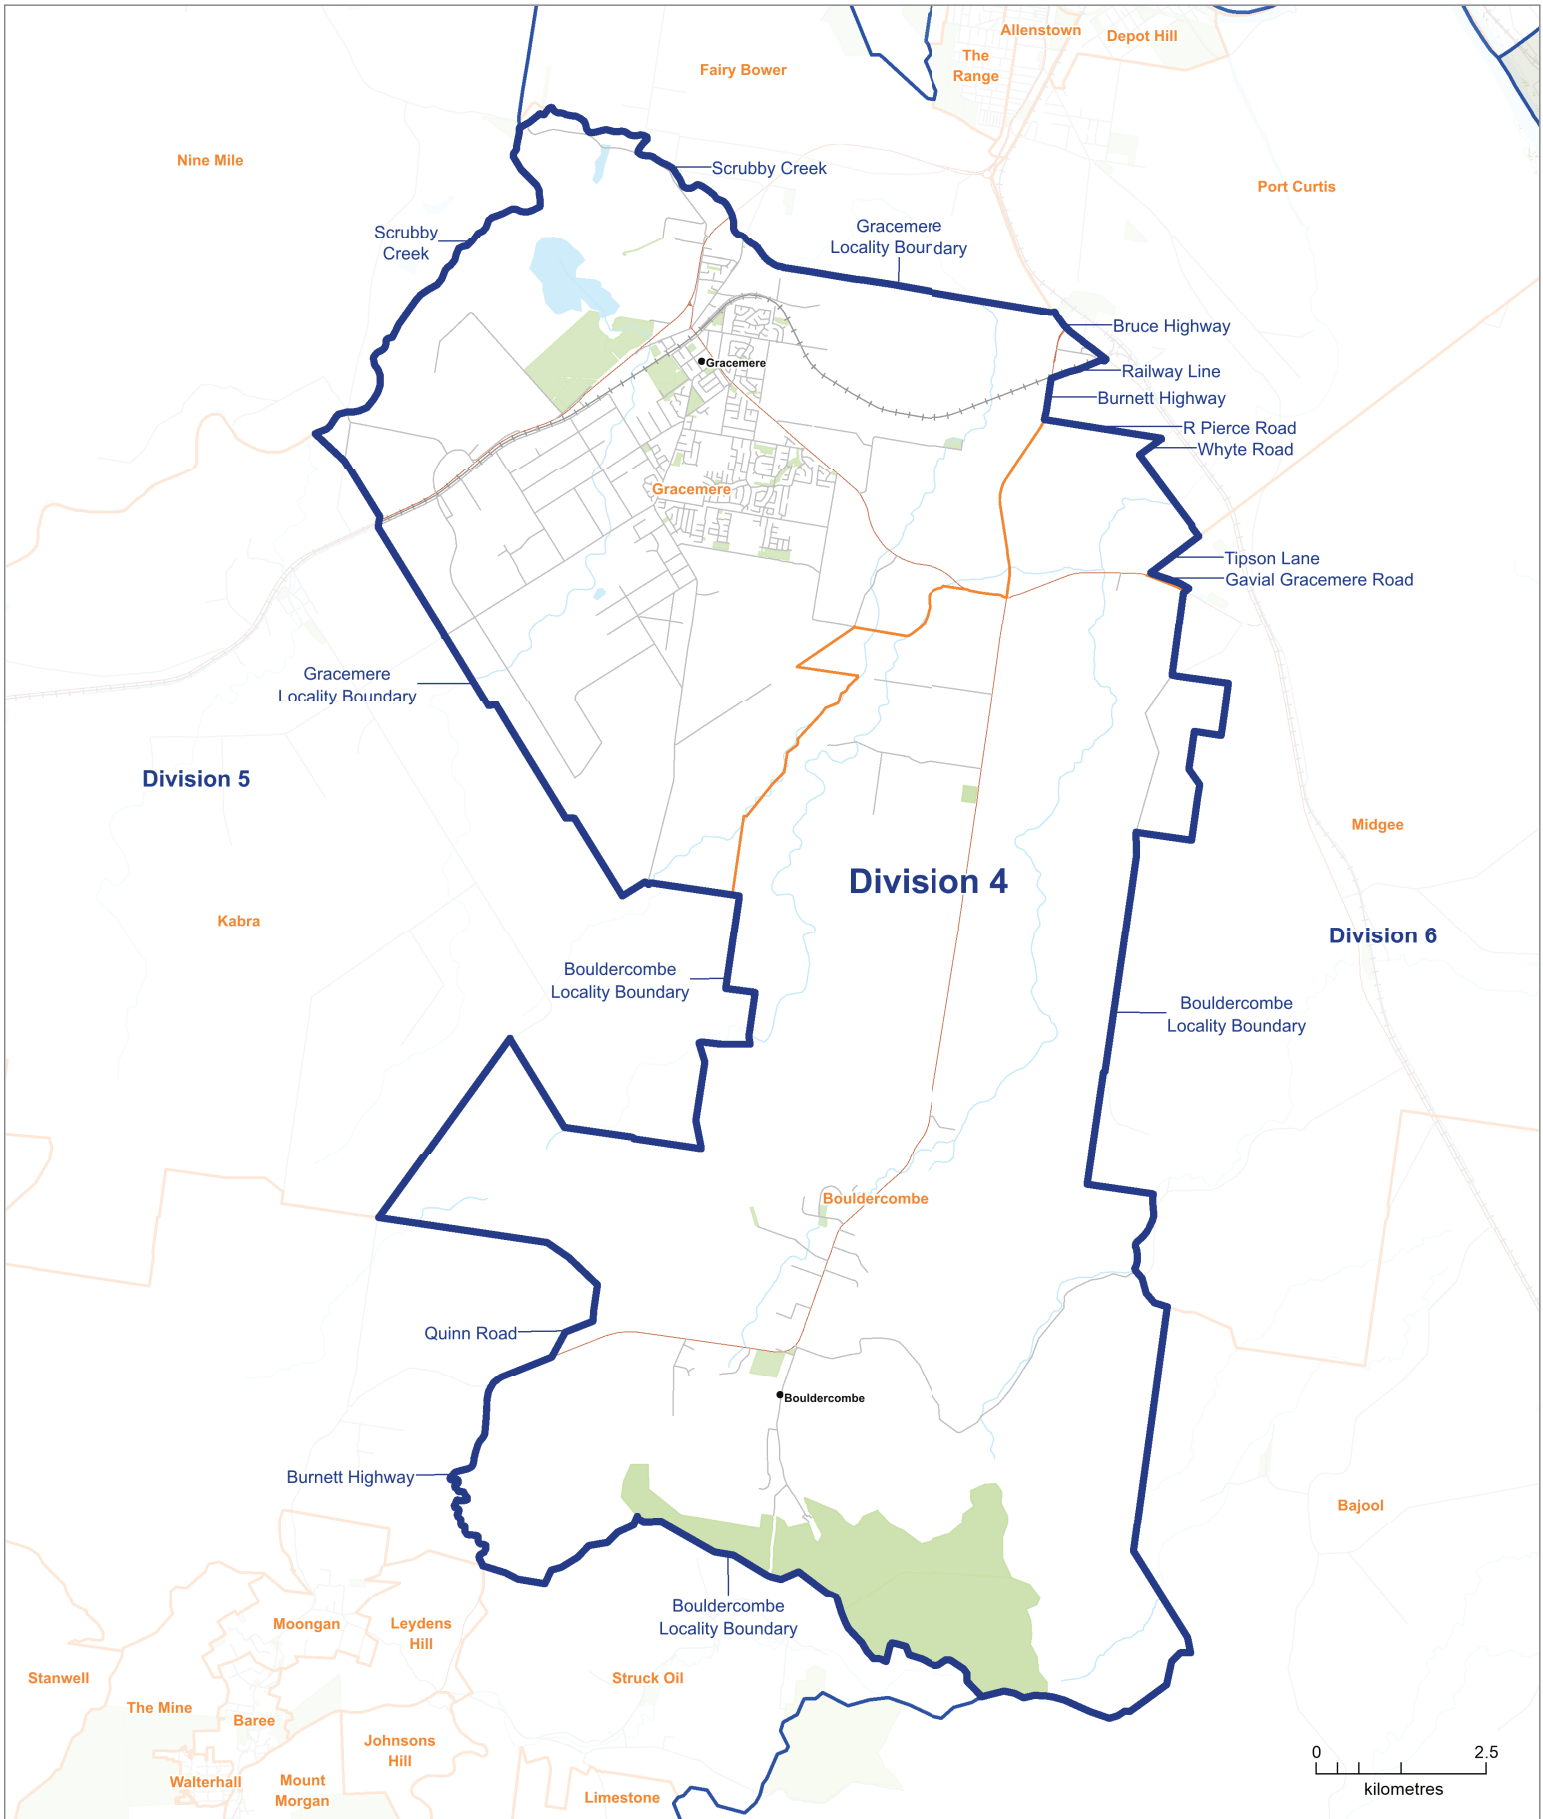 Allenstown
Depot Hill
The
Range
Fairy Bower
Nine Mile
Scrubby Creek
Port Curtis
Scrubby
Creek
Gracemere
Locality Boundary
Bruce Highway
Gracemere
Railway Line
Burnett Highway
R Pierce Road
Whyte Road
Gracemere
Tipson Lane
Gavial Gracemere Road
Gracemere
Locality Boundary
Division 5
Midgee
Division 4
Kabra
Division 6
Bouldercombe
Locality Boundary
Bouldercombe
Locality Boundary
Bouldercombe
Quinn Road
Bouldercombe
Burnett Highway
Bajool
Bouldercombe
Locality Boundary
Moongan
Leydens
Hill
Stanwell
Struck Oil
The Mine
Baree
Johnsons
Hill
Walterhall
Mount
Morgan
Limestone
0 2.5
kilometres